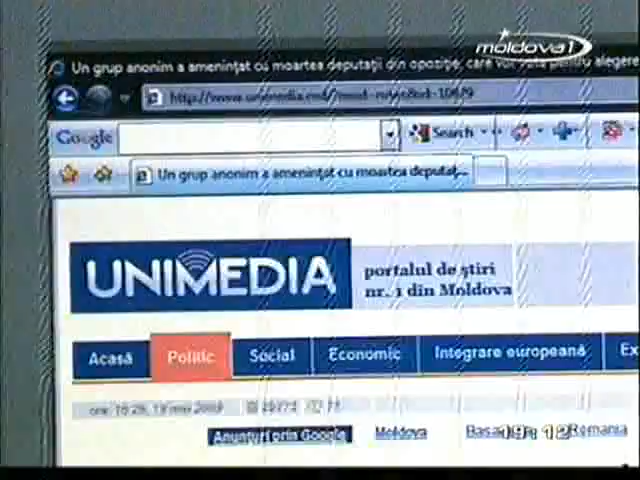 moldova1
Un grup anonim a amenințat cu moartea deputații din opoziție, care vor vota pentru alegere
Google
Search
Un grup anonim a amenințat cu moartea deputaț...
UNIMEDIA
portalul de știri
nr. 1 din Moldova
Acasă
Politic
Social
Economic
Integrare europeană
Ex
Anunțuri prin Google
Moldova
Romania
19:12